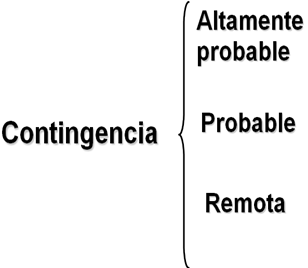 Contingencia
Altamente
probable
Probable
Remota